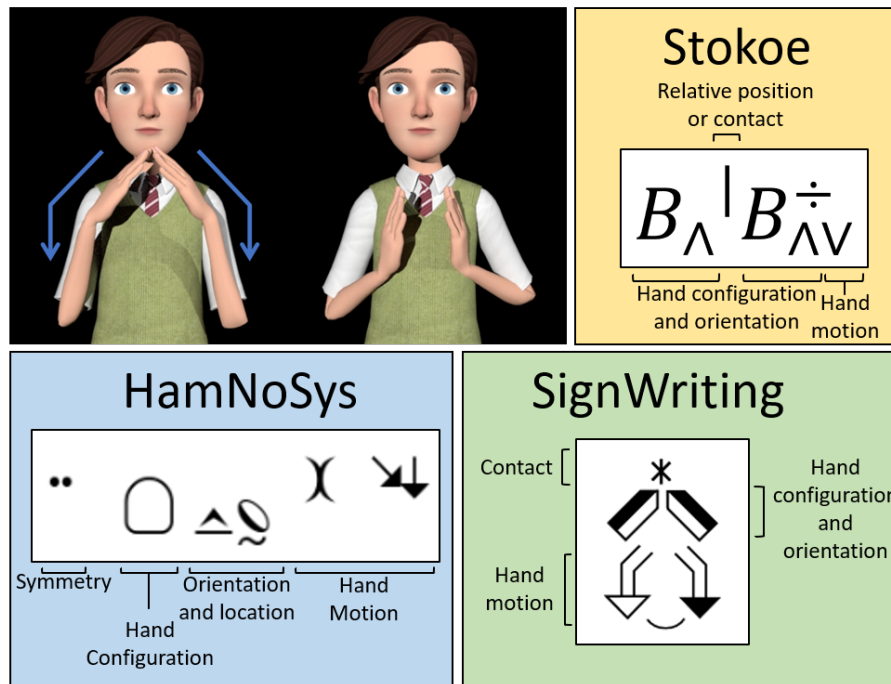 Stokoe
Relative position
or contact
B∧ | B∧÷∨
Hand configuration
and orientation
Hand
motion
HamNoSys
Symmetry
Hand
Configuration
Orientation
and location
Hand
Motion
SignWriting
Contact
Hand
configuration
and
orientation
Hand
motion